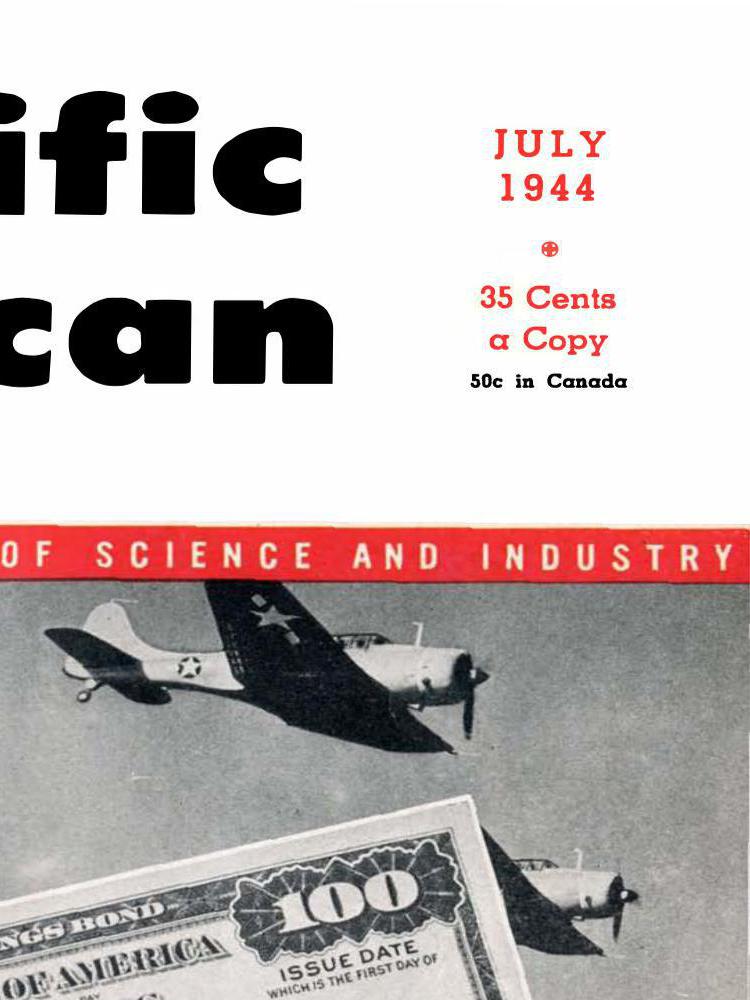 ific
can
JULY
1944
35 Cents
a Copy
50c in Canada
OF SCIENCE AND INDUSTRY
100
NGS BOND
OF AMERICA
ISSUE DATE
WHICH IS THE FIRST DAY OF